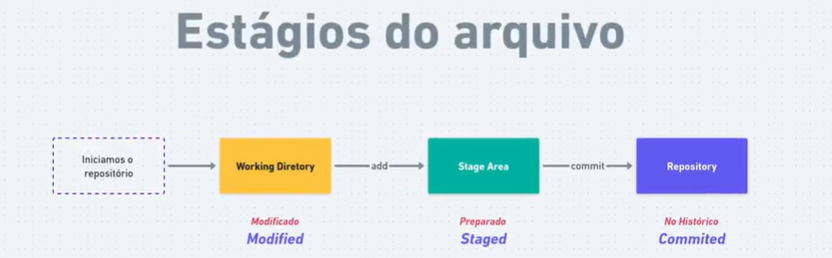 Estágios do arquivo
Iniciamos o
repositório
Working Diretory
add
Stage Area
commit
Repository
Modificado
Modified
Preparado
Staged
No Histórico
Commited